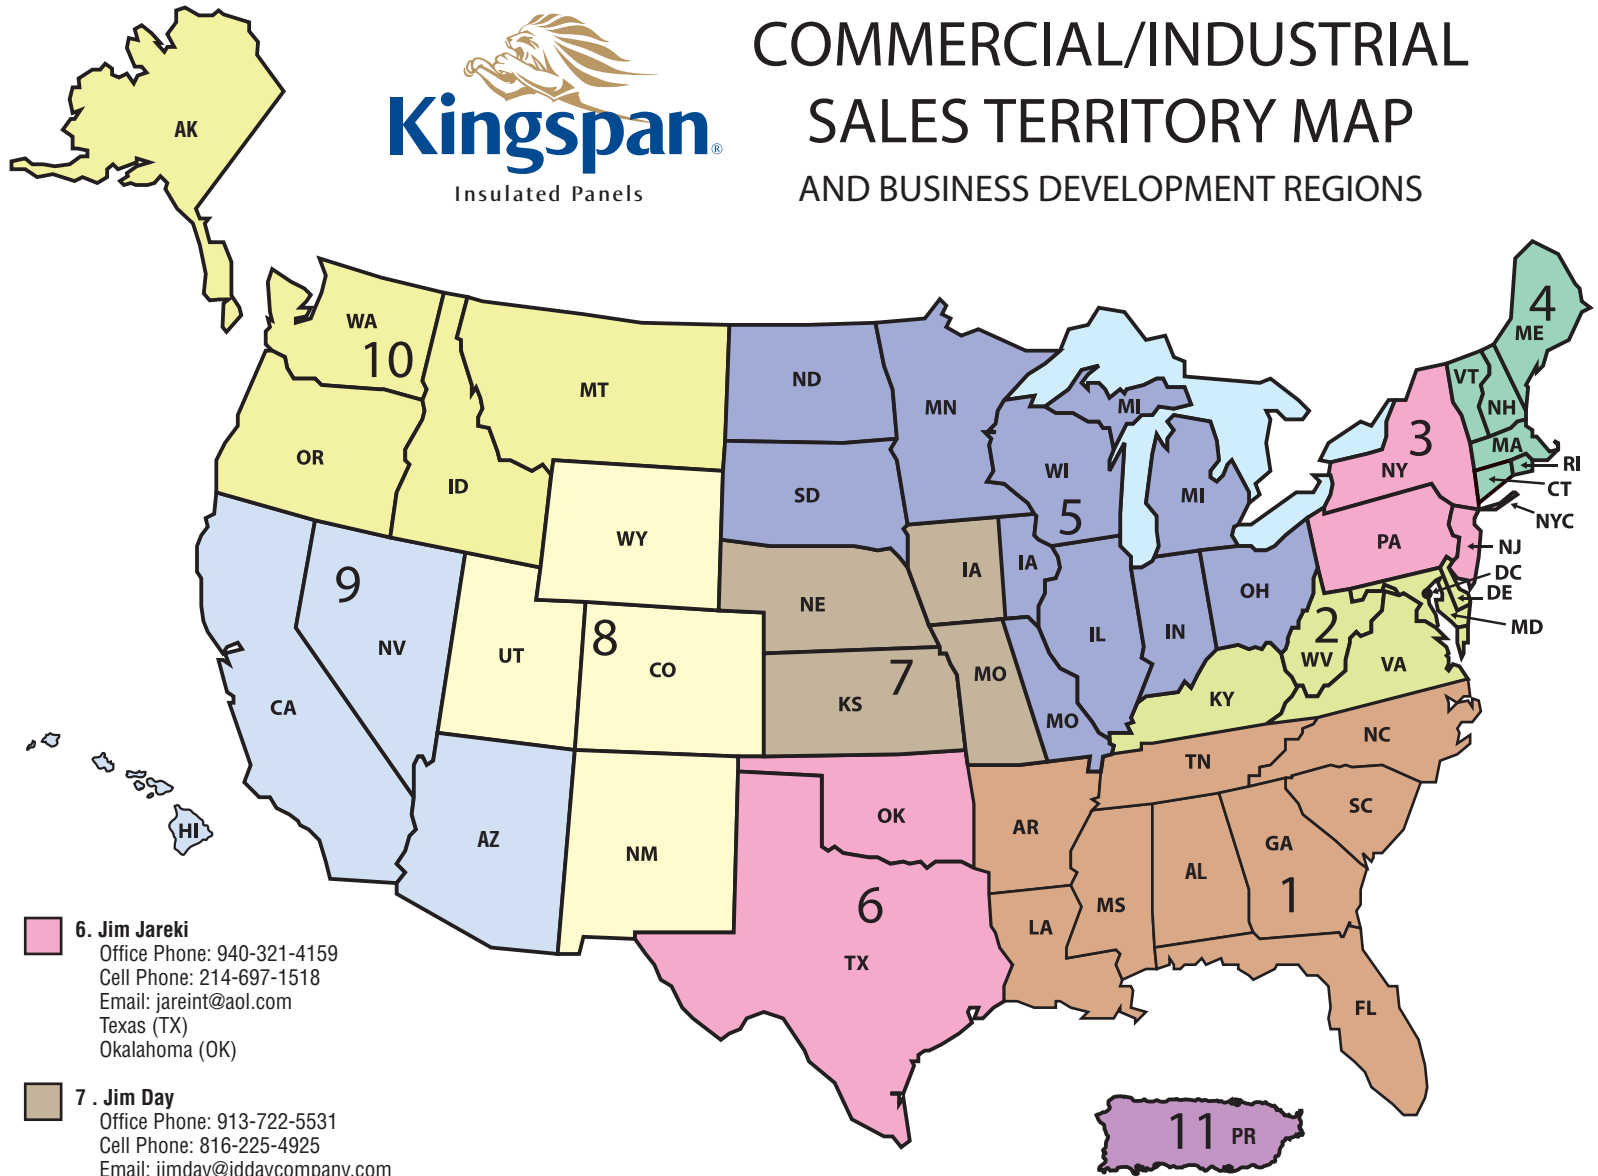 COMMERCIAL/INDUSTRIAL
SALES TERRITORY MAP
AND BUSINESS DEVELOPMENT REGIONS
Kingspan®
Insulated Panels
AK
WA
10
MT
OR
ID
ND
MN
SD
WY
WI
5
MI
MI
4
ME
VT
NH
3
NY
MA
RI
CT
NYC
PA
NJ
DC
DE
MD
9
NV
CA
UT
8
CO
NE
IA
IA
IL
IN
OH
2
WV
VA
KY
KS
7
MO
MO
HI
AZ
NM
OK
AR
TN
NC
SC
GA
1
AL
MS
LA
6
TX
FL
11
PR
6. Jim Jareki
Office Phone: 940-321-4159
Cell Phone: 214-697-1518
Email: jareint@aol.com
Texas (TX)
Okalahoma (OK)
7 . Jim Day
Office Phone: 913-722-5531
Cell Phone: 816-225-4925
Email: jimday@jddaycompany.com